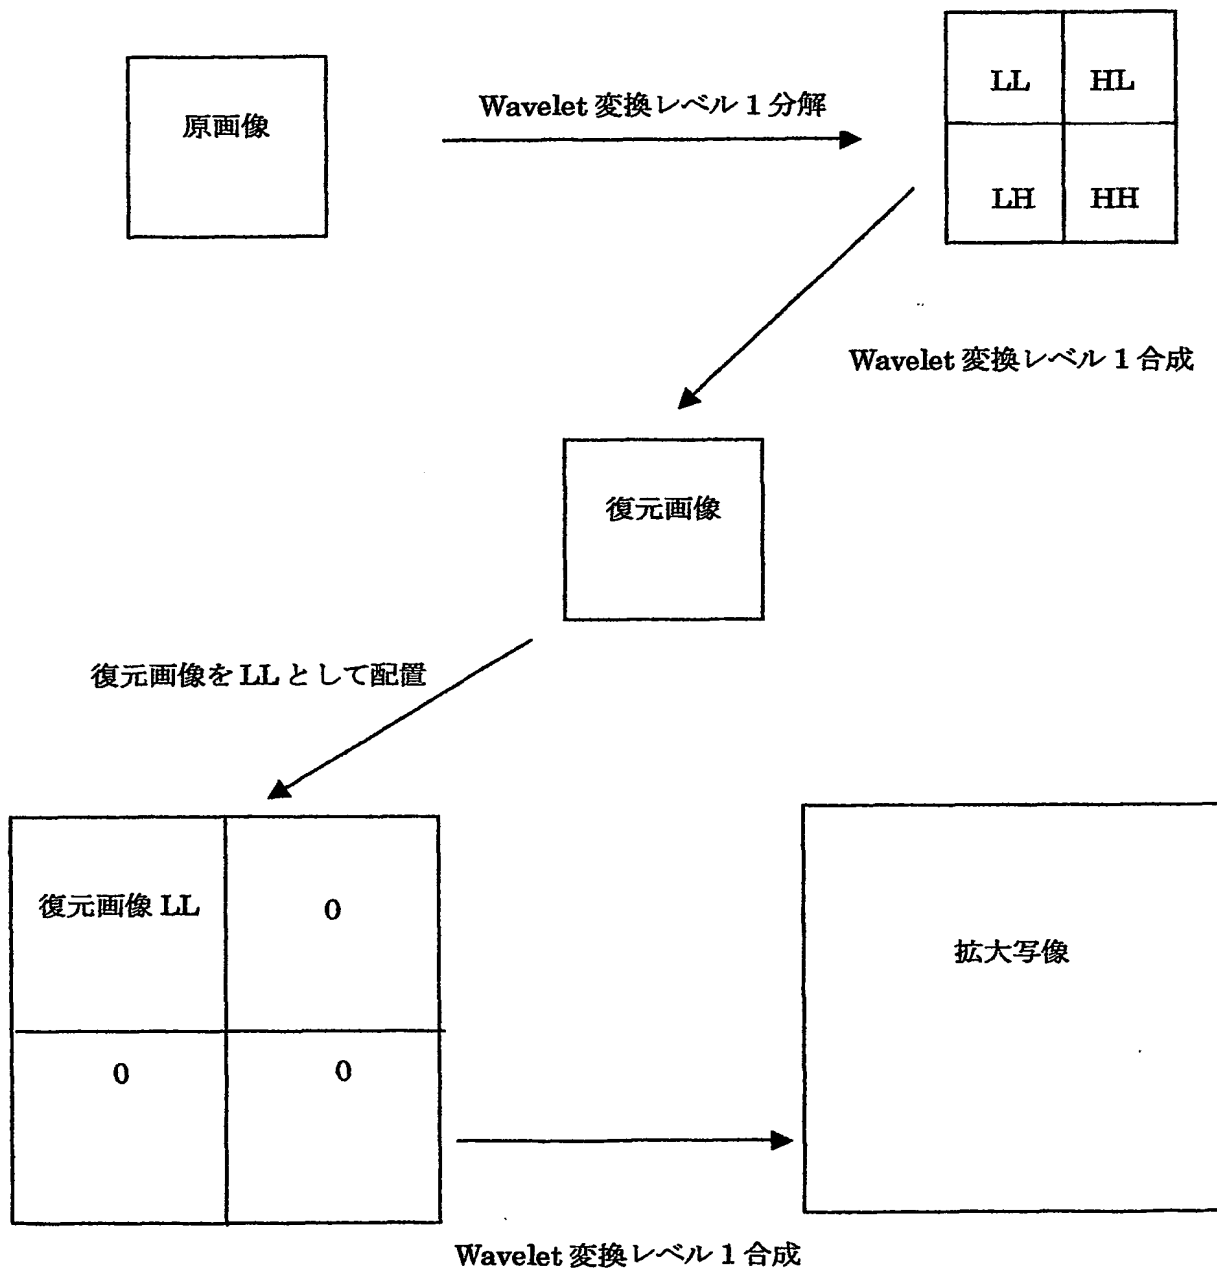 原画像
Wavelet 変換レベル 1 分解
LL HL
LH HH
Wavelet 変換レベル 1 合成
復元画像
復元画像を LL として配置
復元画像 LL
0
0
0
拡大写像
Wavelet 変換レベル 1 合成